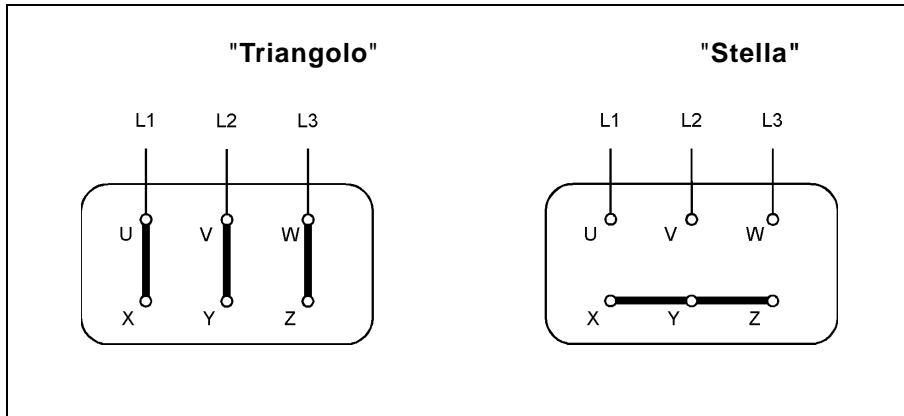 "Triangolo"
"Stella"
L1 L2 L3
L1 L2 L3
U V W
U V W
X Y Z
X Y Z